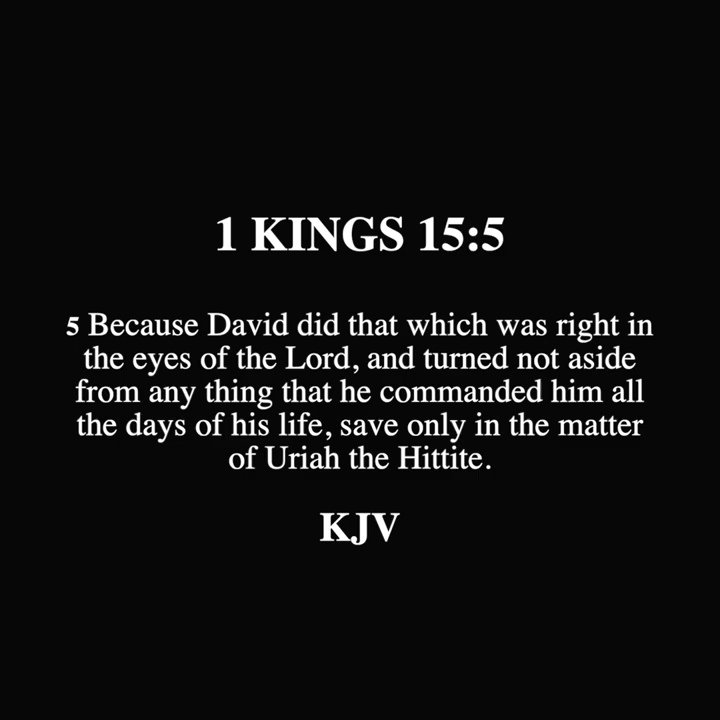 1 KINGS 15:5
5 Because David did that which was right in
the eyes of the Lord, and turned not aside
from any thing that he commanded him all
the days of his life, save only in the matter
of Uriah the Hittite.
KJV